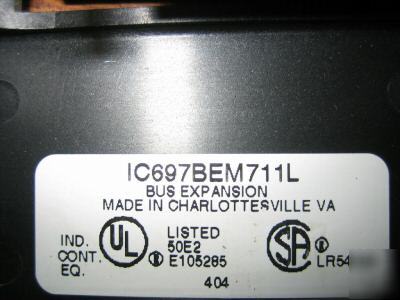 IC697BEM711L
BUS EXPANSION
MADE IN CHARLOTTESVILLE VA
IND.
CONT.
EQ.
UL
LISTED
50E2
E105285
SA
LR54
404